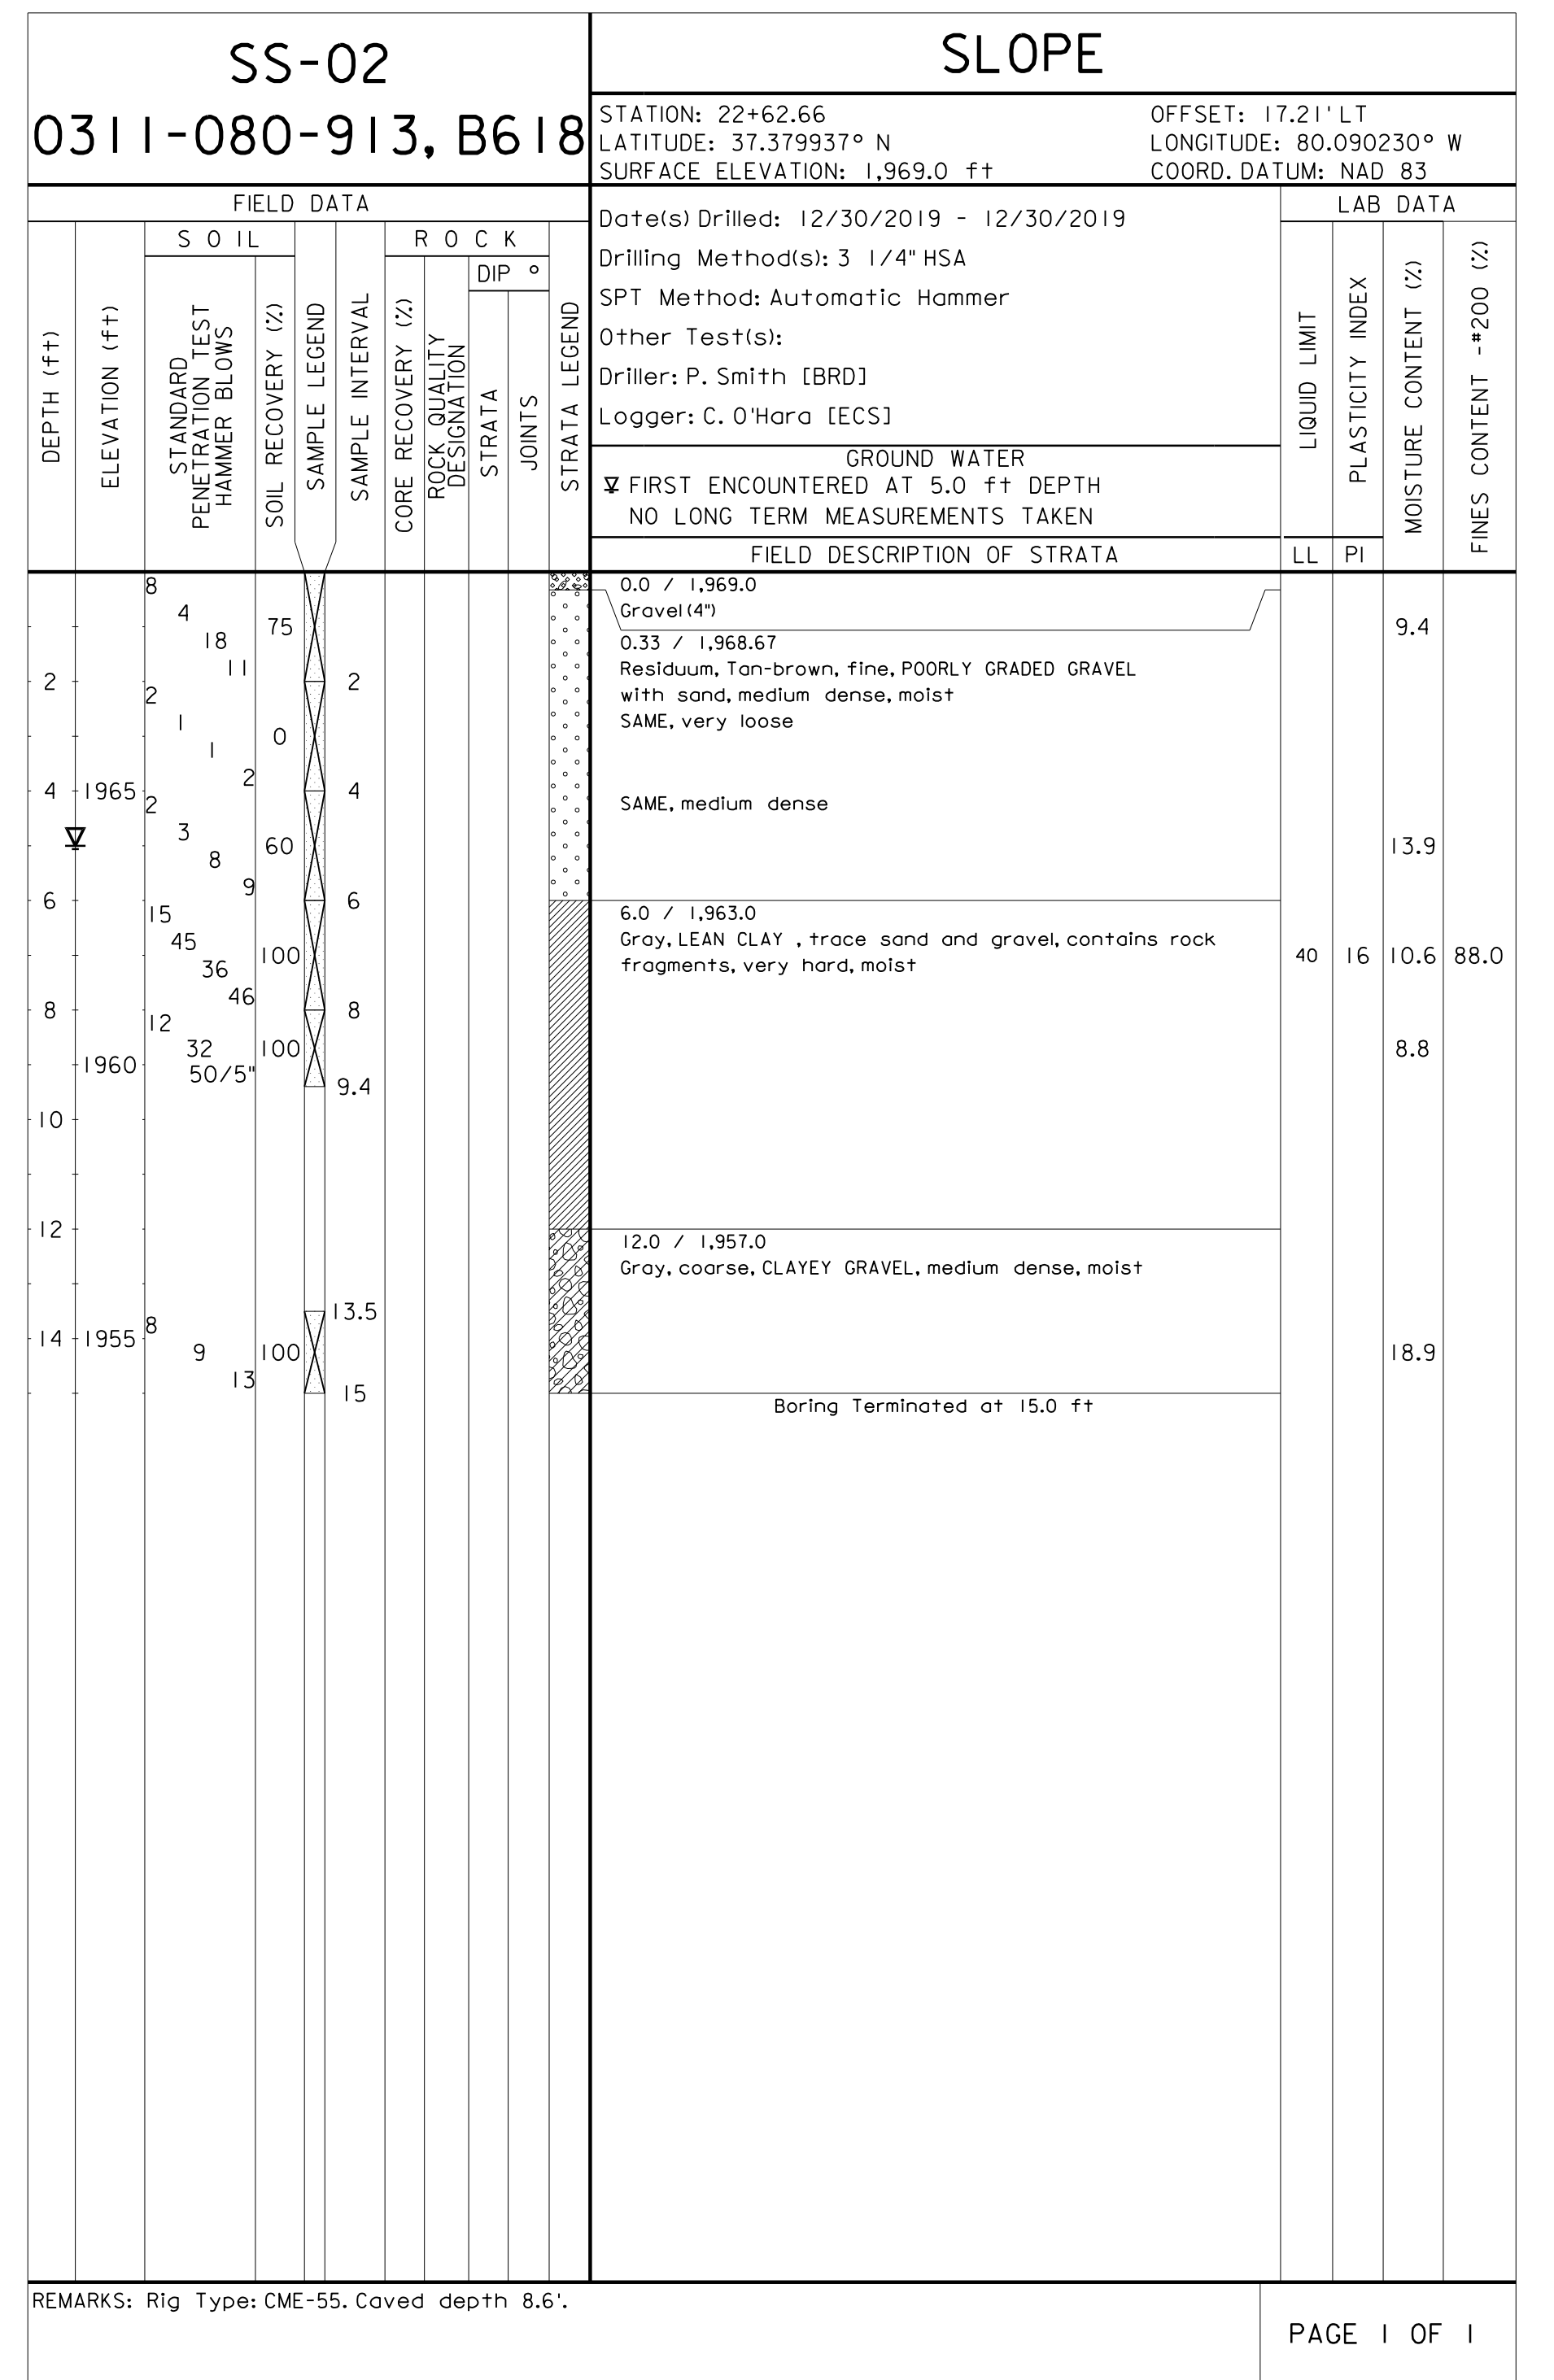 SS-02
0311-080-913, B618
SLOPE
STATION: 22+62.66 OFFSET: 17.21' LT
LATITUDE: 37.379937° N LONGITUDE: 80.090230° W
SURFACE ELEVATION: 1,969.0 ft COORD. DATUM: NAD 83
FIELD DATA
SOIL
ROCK
DIP °
DEPTH (ft)
ELEVATION (ft)
STANDARD
PENETRATION TEST
HAMMER BLOWS
SOIL RECOVERY (%)
SAMPLE LEGEND
SAMPLE INTERVAL
CORE RECOVERY (%)
ROCK QUALITY
DESIGNATION
STRATA
JOINTS
STRATA LEGEND
Date(s) Drilled: 12/30/2019 - 12/30/2019
Drilling Method(s): 3 1/4" HSA
SPT Method: Automatic Hammer
Other Test(s):
Driller: P. Smith [BRD]
Logger: C. O'Hara [ECS]
GROUND WATER
FIRST ENCOUNTERED AT 5.0 ft DEPTH
NO LONG TERM MEASUREMENTS TAKEN
FIELD DESCRIPTION OF STRATA
LAB DATA
LIQUID LIMIT
PLASTICITY INDEX
MOISTURE CONTENT (%)
FINES CONTENT -#200 (%)
LL PI
8
0.0 / 1,969.0
4
Gravel (4")
75 9.4
18
0.33 / 1,968.67
11
Residuum, Tan-brown, fine, POORLY GRADED GRAVEL
2 2
2
with sand, medium dense, moist
1
SAME, very loose
0
1
2
4 1965 4
2
SAME, medium dense
3
60 13.9
8
9
6 6
15
6.0 / 1,963.0
45
Gray, LEAN CLAY , trace sand and gravel, contains rock
100 40 16 10.6 88.0
36
fragments, very hard, moist
46
8 8
12
32 100 8.8
1960
50/5"
9.4
10
12
12.0 / 1,957.0
Gray, coarse, CLAYEY GRAVEL, medium dense, moist
13.5
8
14 1955
9 100 18.9
13
15
Boring Terminated at 15.0 ft
REMARKS: Rig Type: CME-55. Caved depth 8.6'.
PAGE 1 OF 1